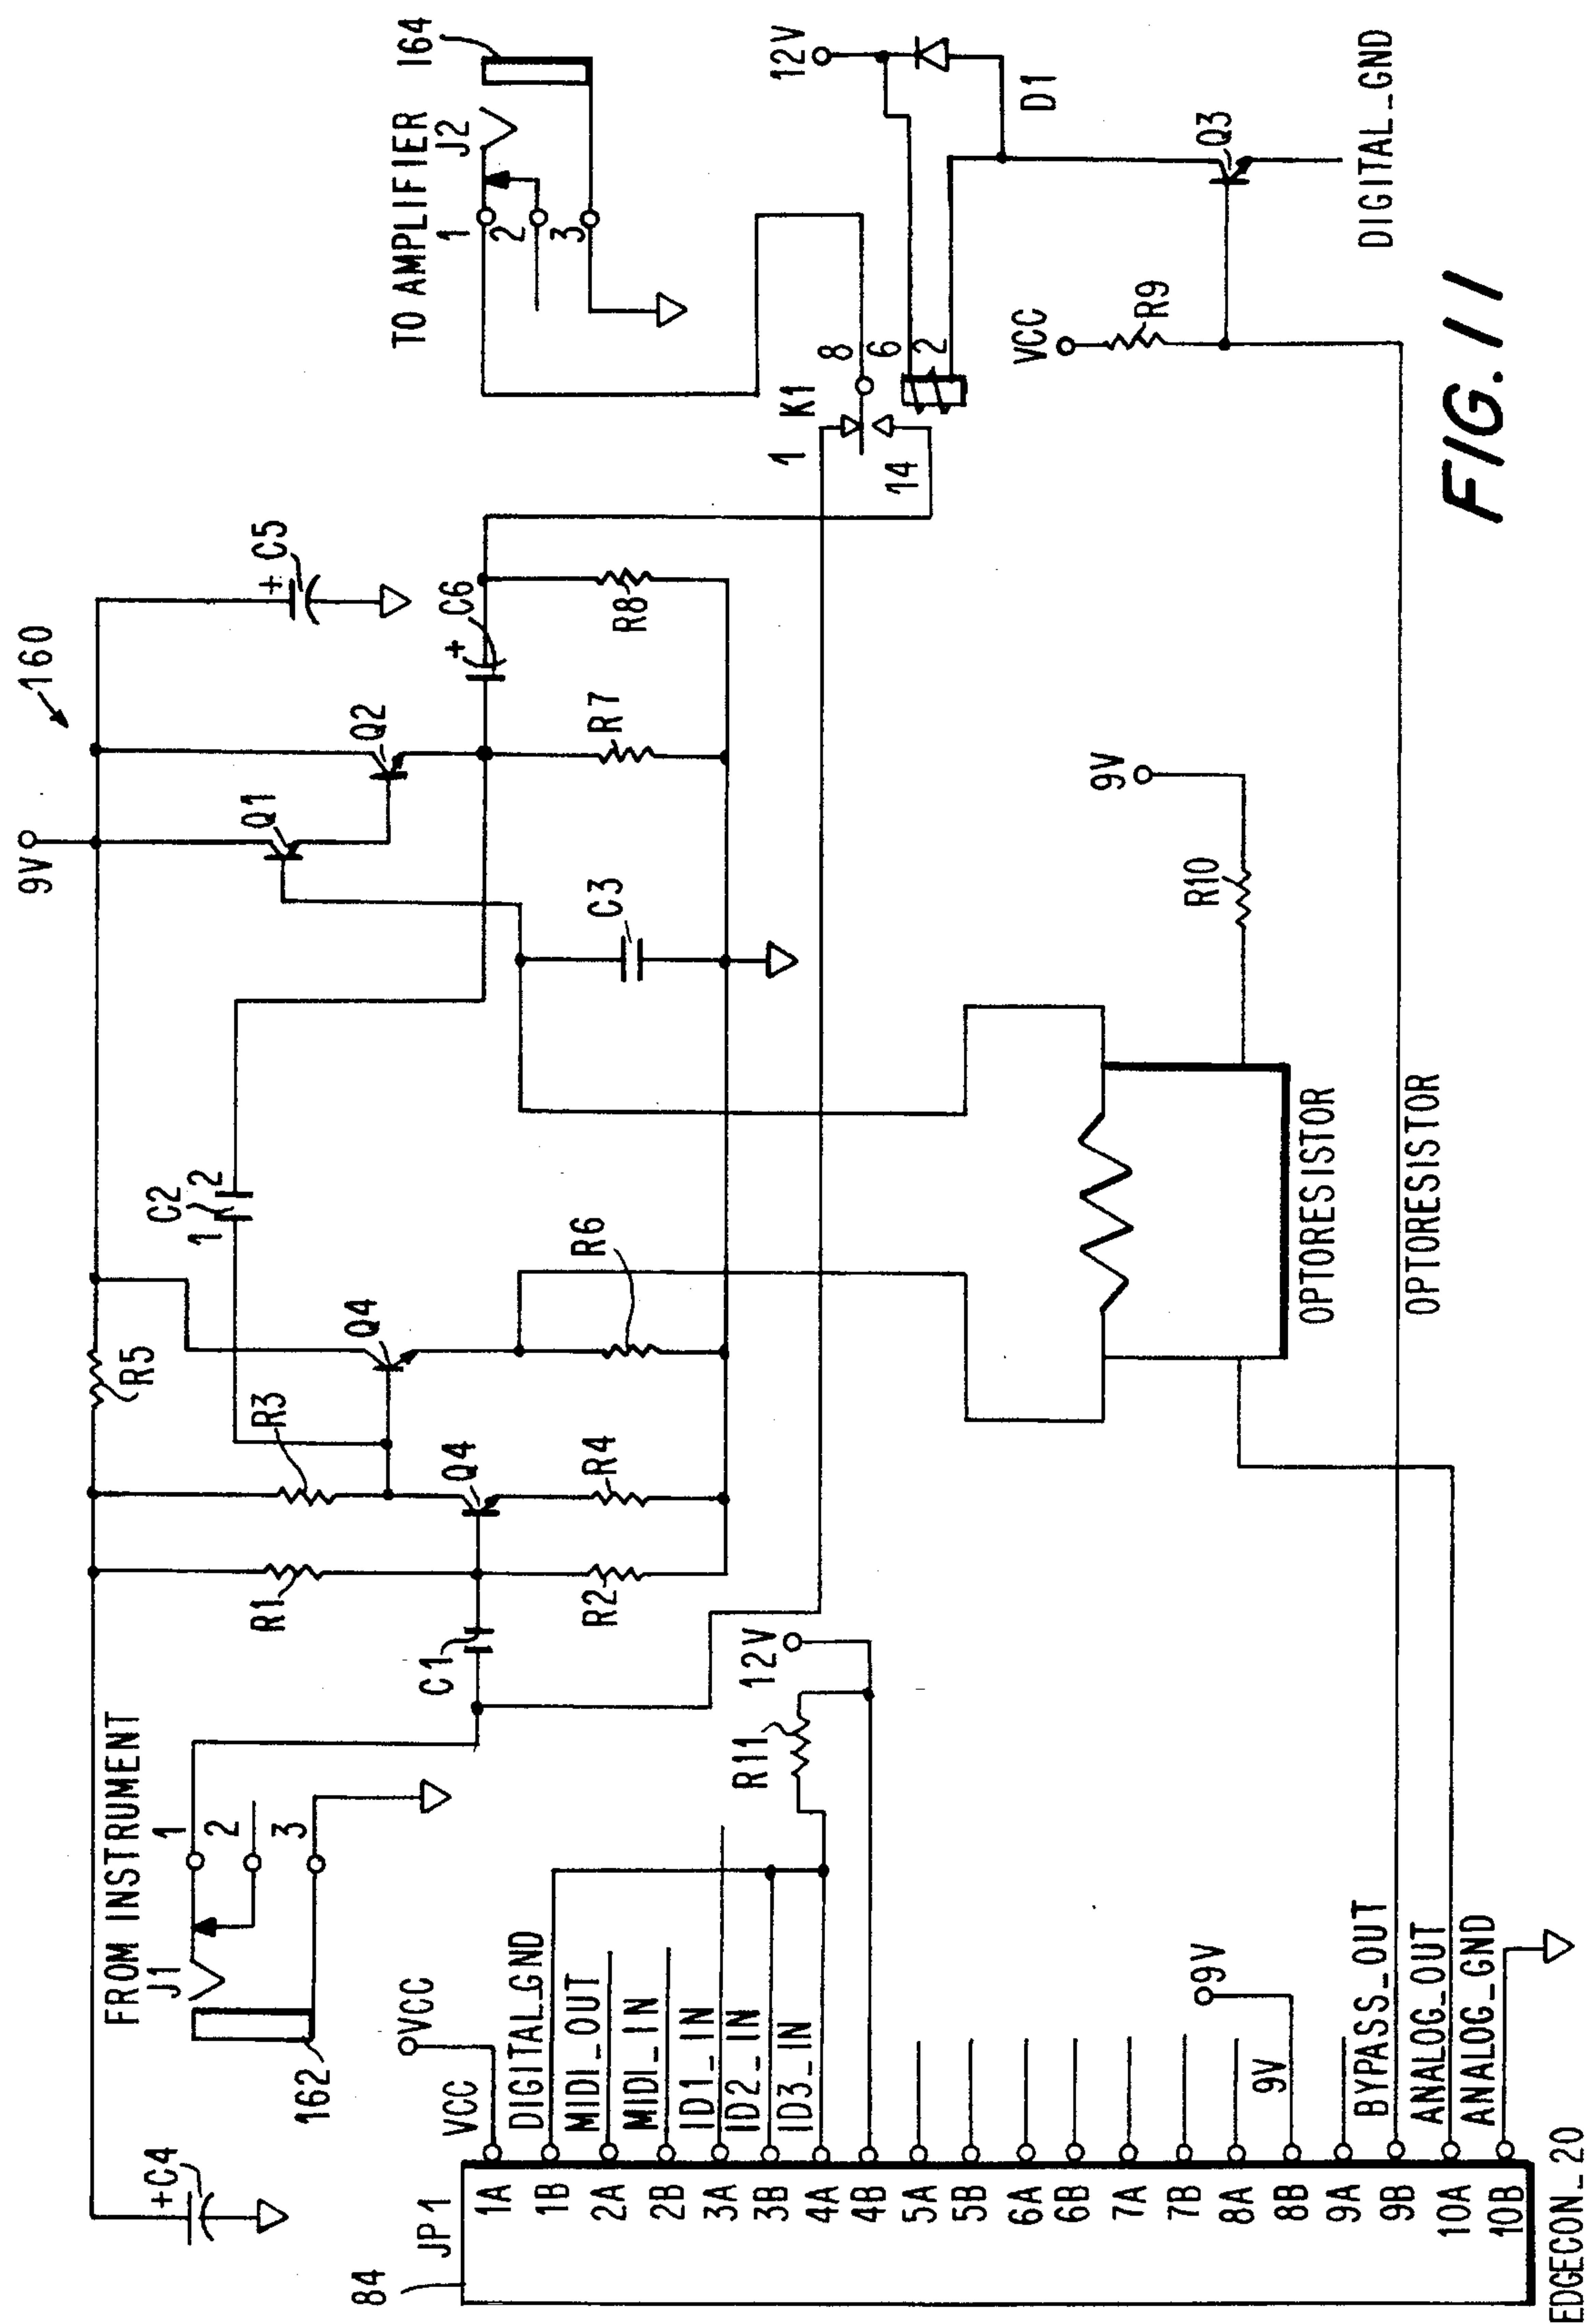 160
9V
TO AMPLIFIER
J2
164
1
2
3
C5
+
Q1
Q2
C6
+
R8
R7
C3
C2
1 2
R5
R3
Q4
Q4
R6
R4
R1
R2
C1
FROM INSTRUMENT
J1
1
2
3
162
+C4
12V
D1
K1
1
8
6
2
14
VCC
R9
Q3
DIGITAL_GND
9V
R10
OPTORESISTOR
OPTORESISTOR
12V
R11
VCC
VCC
DIGITAL_GND
MIDI_OUT
MIDI_IN
ID1_IN
ID2_IN
ID3_IN
9V
9V
BYPASS_OUT
ANALOG_OUT
ANALOG_GND
84
JP1
1A
1B
2A
2B
3A
3B
4A
4B
5A
5B
6A
6B
7A
7B
8A
8B
9A
9B
10A
10B
EDGECON_20
FIG. 11